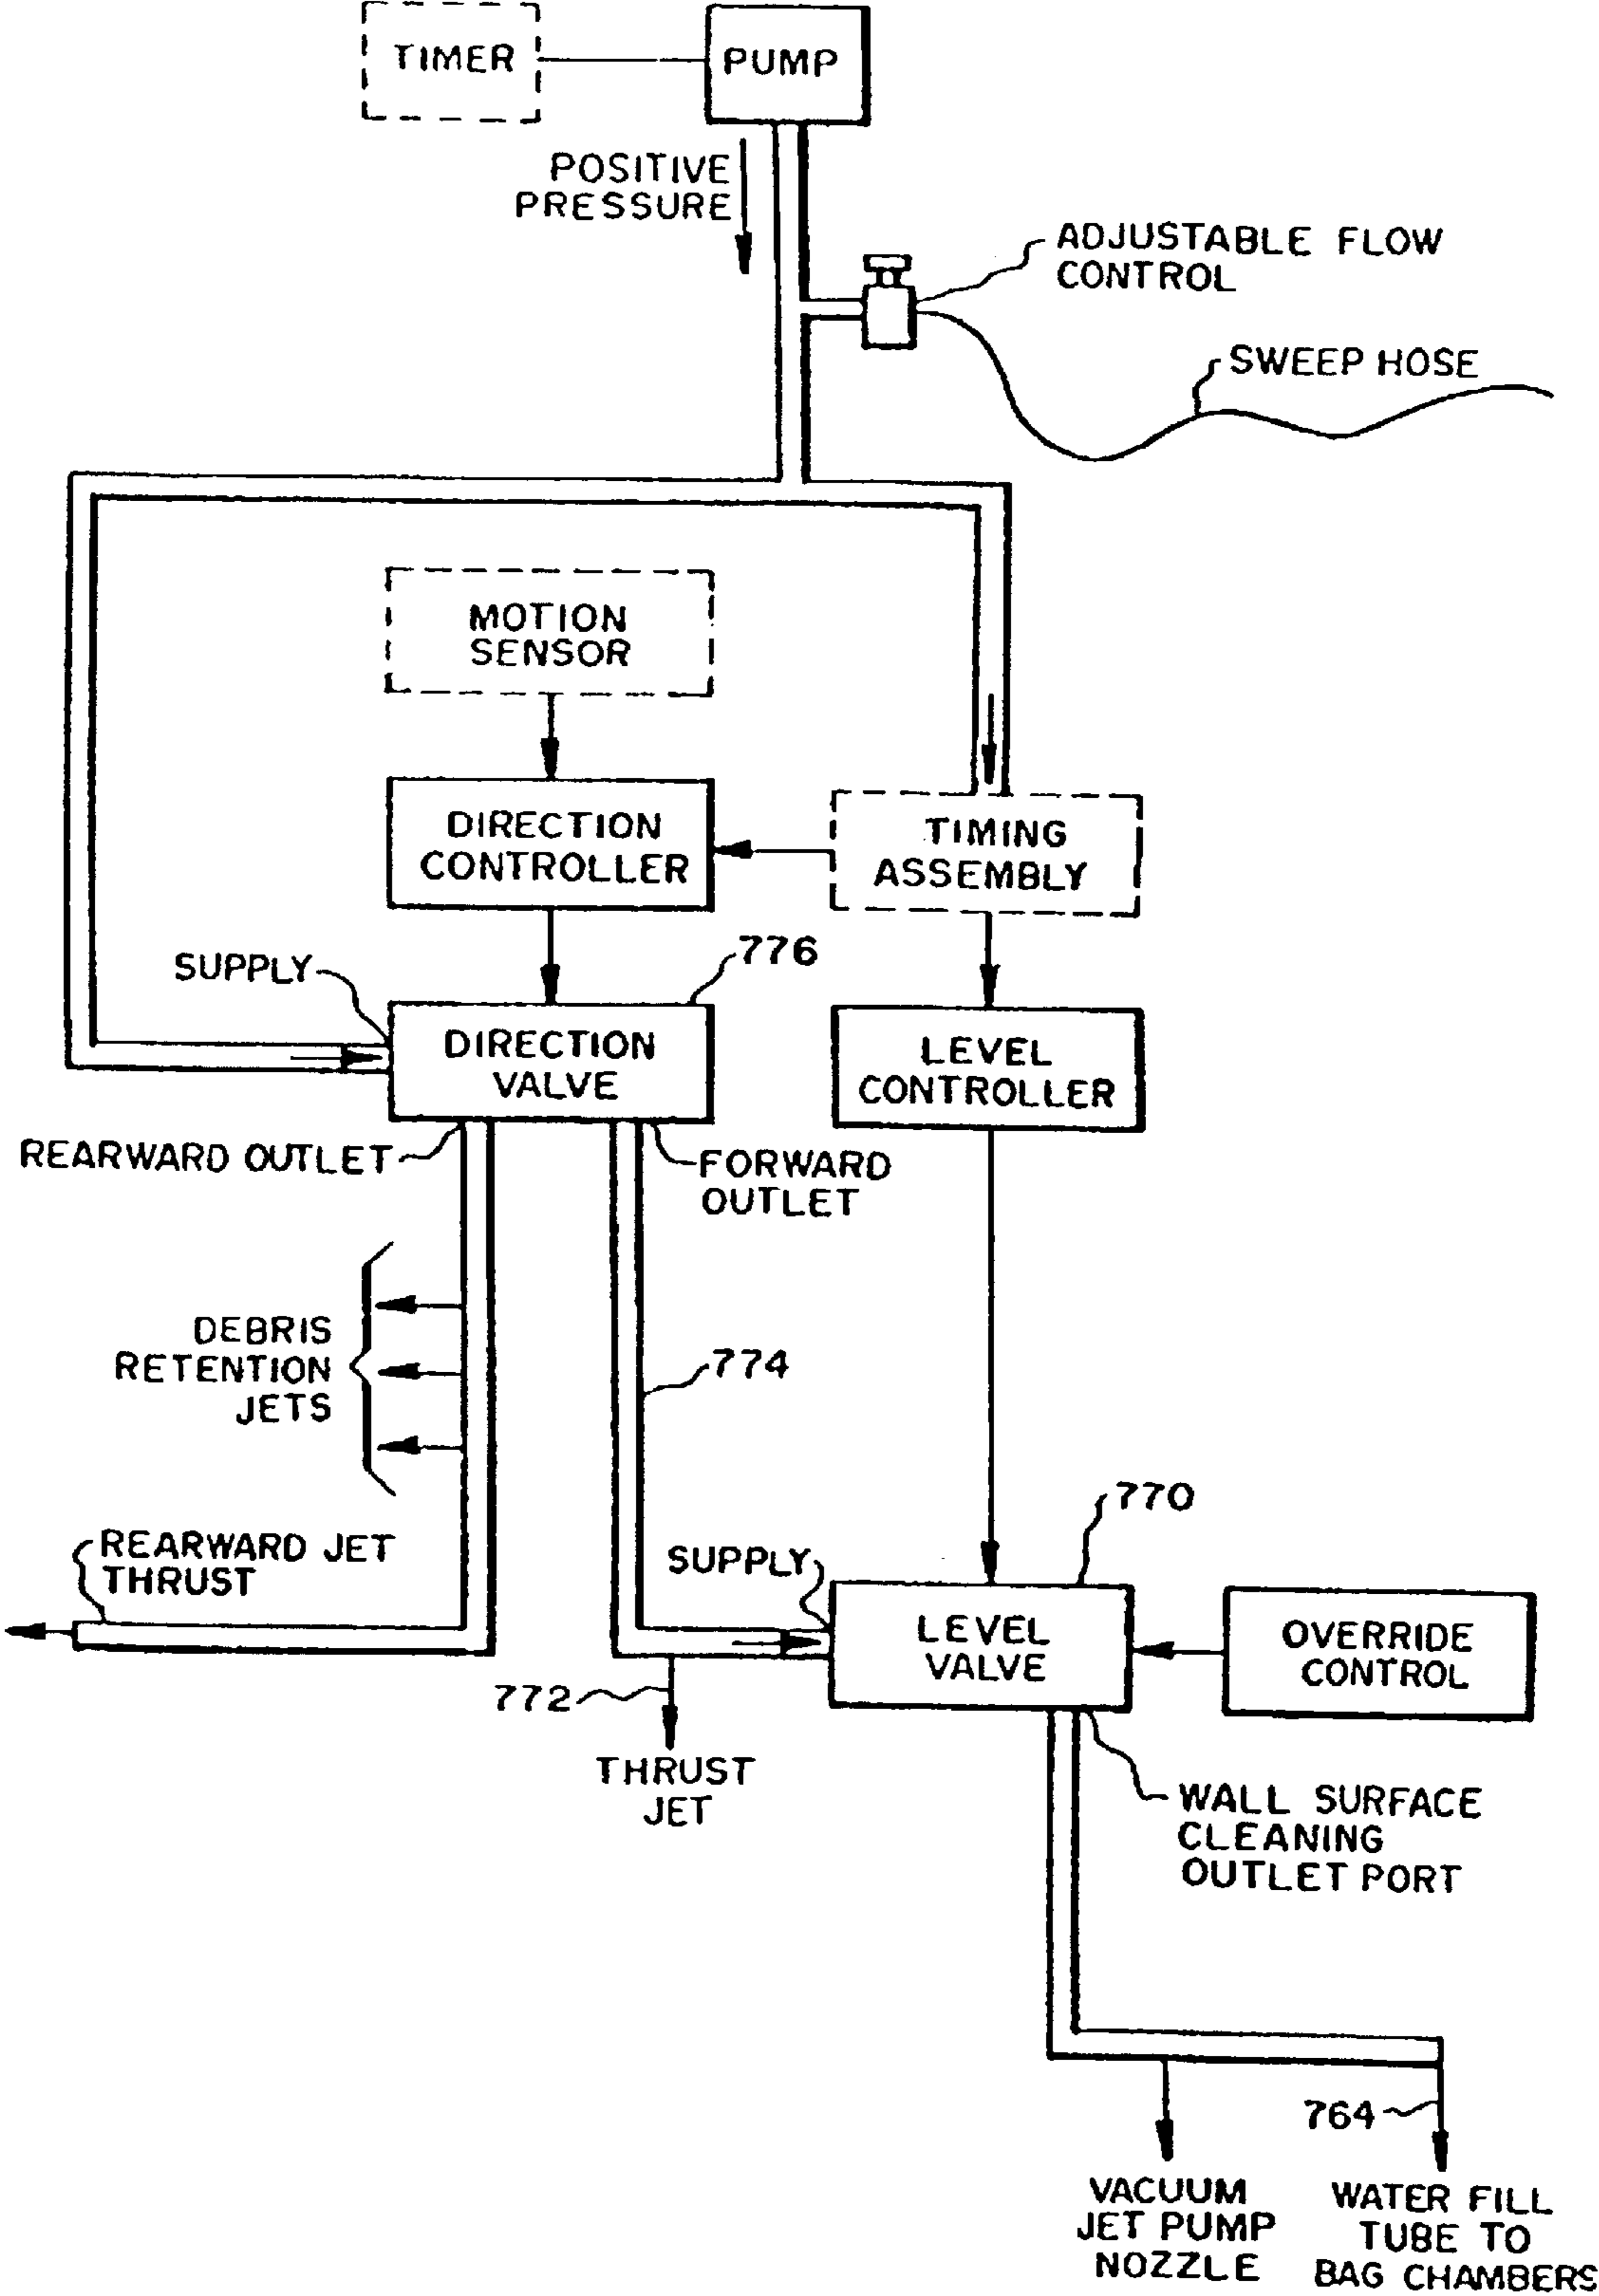 TIMER
PUMP
POSITIVE
PRESSURE
ADJUSTABLE FLOW
CONTROL
SWEEP HOSE
MOTION
SENSOR
DIRECTION
CONTROLLER
TIMING
ASSEMBLY
SUPPLY
776
DIRECTION
VALVE
LEVEL
CONTROLLER
REARWARD OUTLET
FORWARD
OUTLET
DEBRIS
RETENTION
JETS
774
770
REARWARD JET
THRUST
SUPPLY
LEVEL
VALVE
OVERRIDE
CONTROL
772
THRUST
JET
WALL SURFACE
CLEANING
OUTLET PORT
764
VACUUM
JET PUMP
NOZZLE
WATER FILL
TUBE TO
BAG CHAMBERS